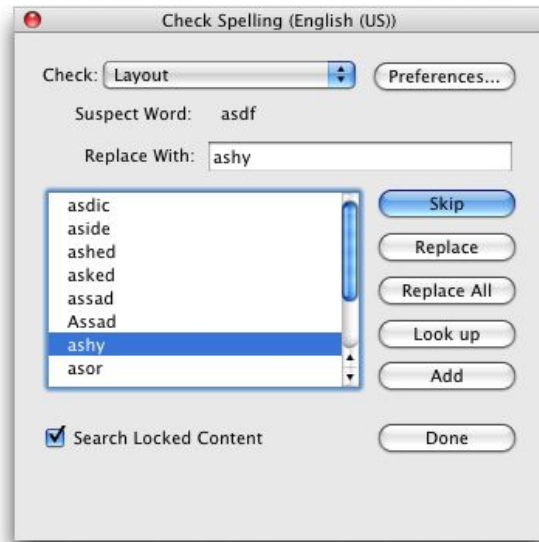 Check Spelling (English (US))
Check: Layout Preferences...
Suspect Word: asdf
Replace With: ashy
asdic
aside
ashed
asked
assad
Assad
ashy
asor
Skip
Replace
Replace All
Look up
Add
Search Locked Content Done